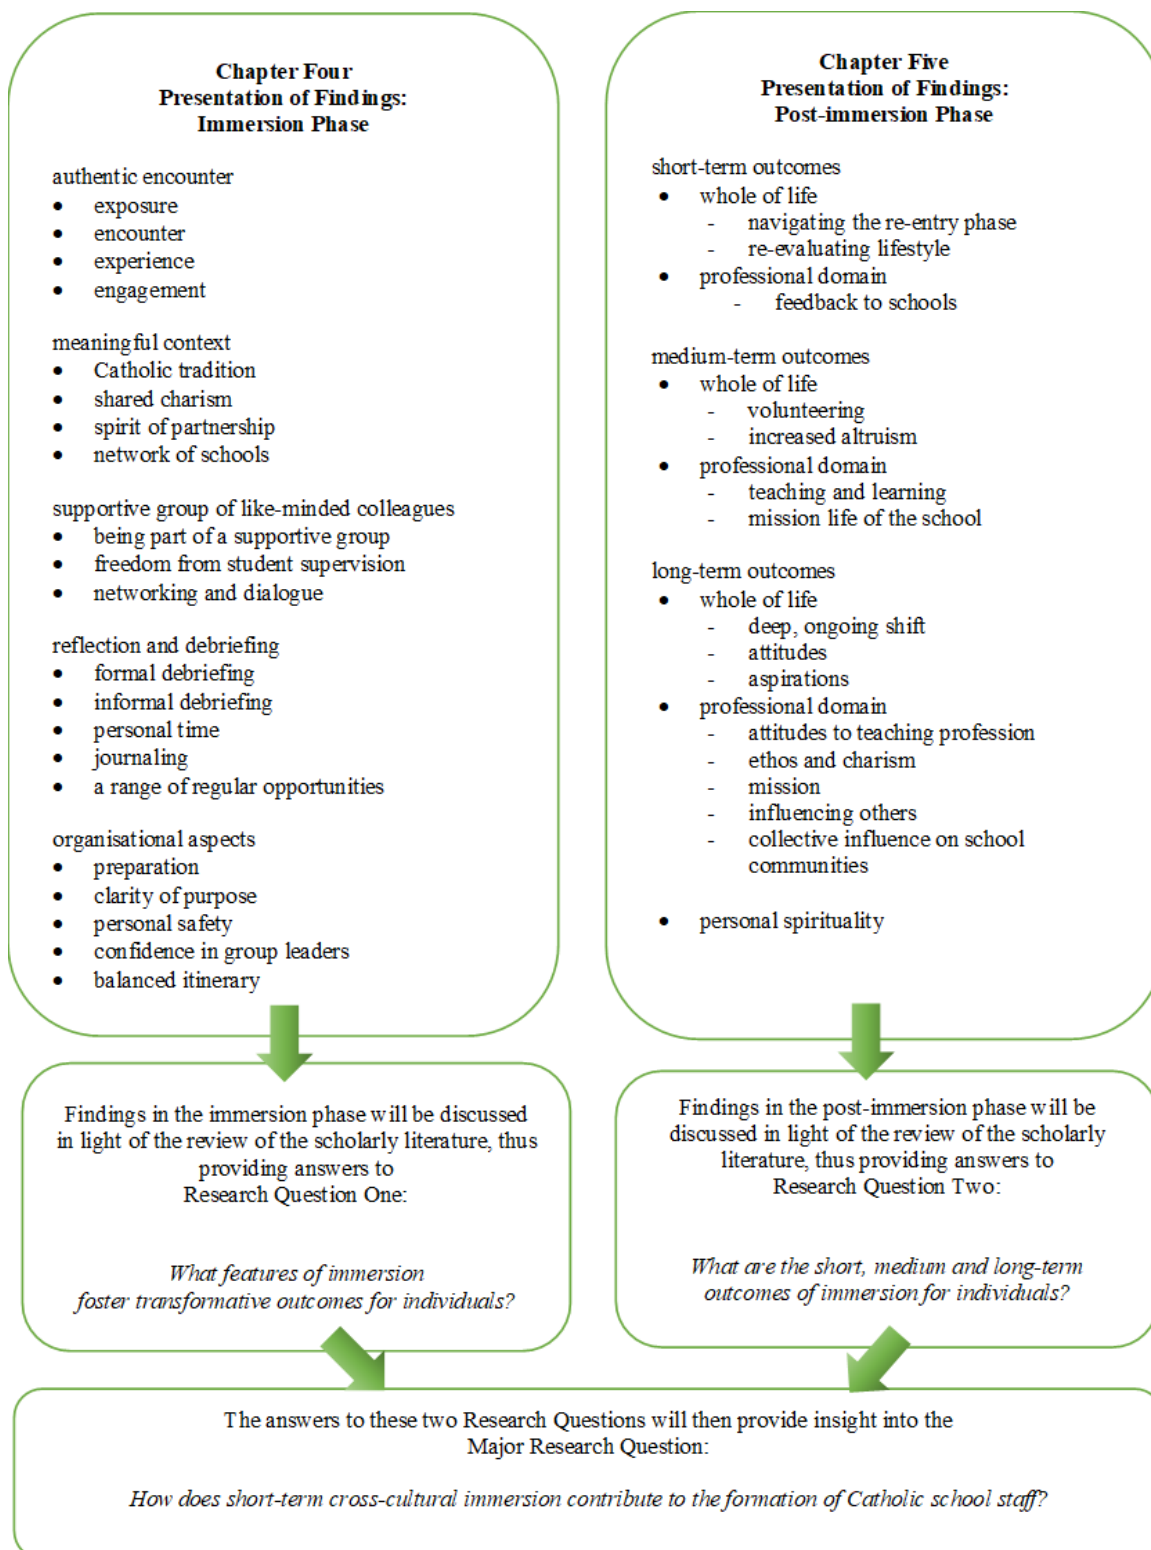 Chapter Four
Presentation of Findings:
Immersion Phase
authentic encounter
• exposure
• encounter
• experience
• engagement
meaningful context
• Catholic tradition
• shared charism
• spirit of partnership
• network of schools
supportive group of like-minded colleagues
• being part of a supportive group
• freedom from student supervision
• networking and dialogue
reflection and debriefing
• formal debriefing
• informal debriefing
• personal time
• journaling
• a range of regular opportunities
organisational aspects
• preparation
• clarity of purpose
• personal safety
• confidence in group leaders
• balanced itinerary
Chapter Five
Presentation of Findings:
Post-immersion Phase
short-term outcomes
• whole of life
- navigating the re-entry phase
- re-evaluating lifestyle
• professional domain
- feedback to schools
medium-term outcomes
• whole of life
- volunteering
- increased altruism
• professional domain
- teaching and learning
- mission life of the school
long-term outcomes
• whole of life
- deep, ongoing shift
- attitudes
- aspirations
• professional domain
- attitudes to teaching profession
- ethos and charism
- mission
- influencing others
- collective influence on school
communities
• personal spirituality
Findings in the immersion phase will be discussed
in light of the review of the scholarly literature, thus
providing answers to
Research Question One:
What features of immersion
foster transformative outcomes for individuals?
Findings in the post-immersion phase will be
discussed in light of the review of the scholarly
literature, thus providing answers to
Research Question Two:
What are the short, medium and long-term
outcomes of immersion for individuals?
The answers to these two Research Questions will then provide insight into the
Major Research Question:
How does short-term cross-cultural immersion contribute to the formation of Catholic school staff?